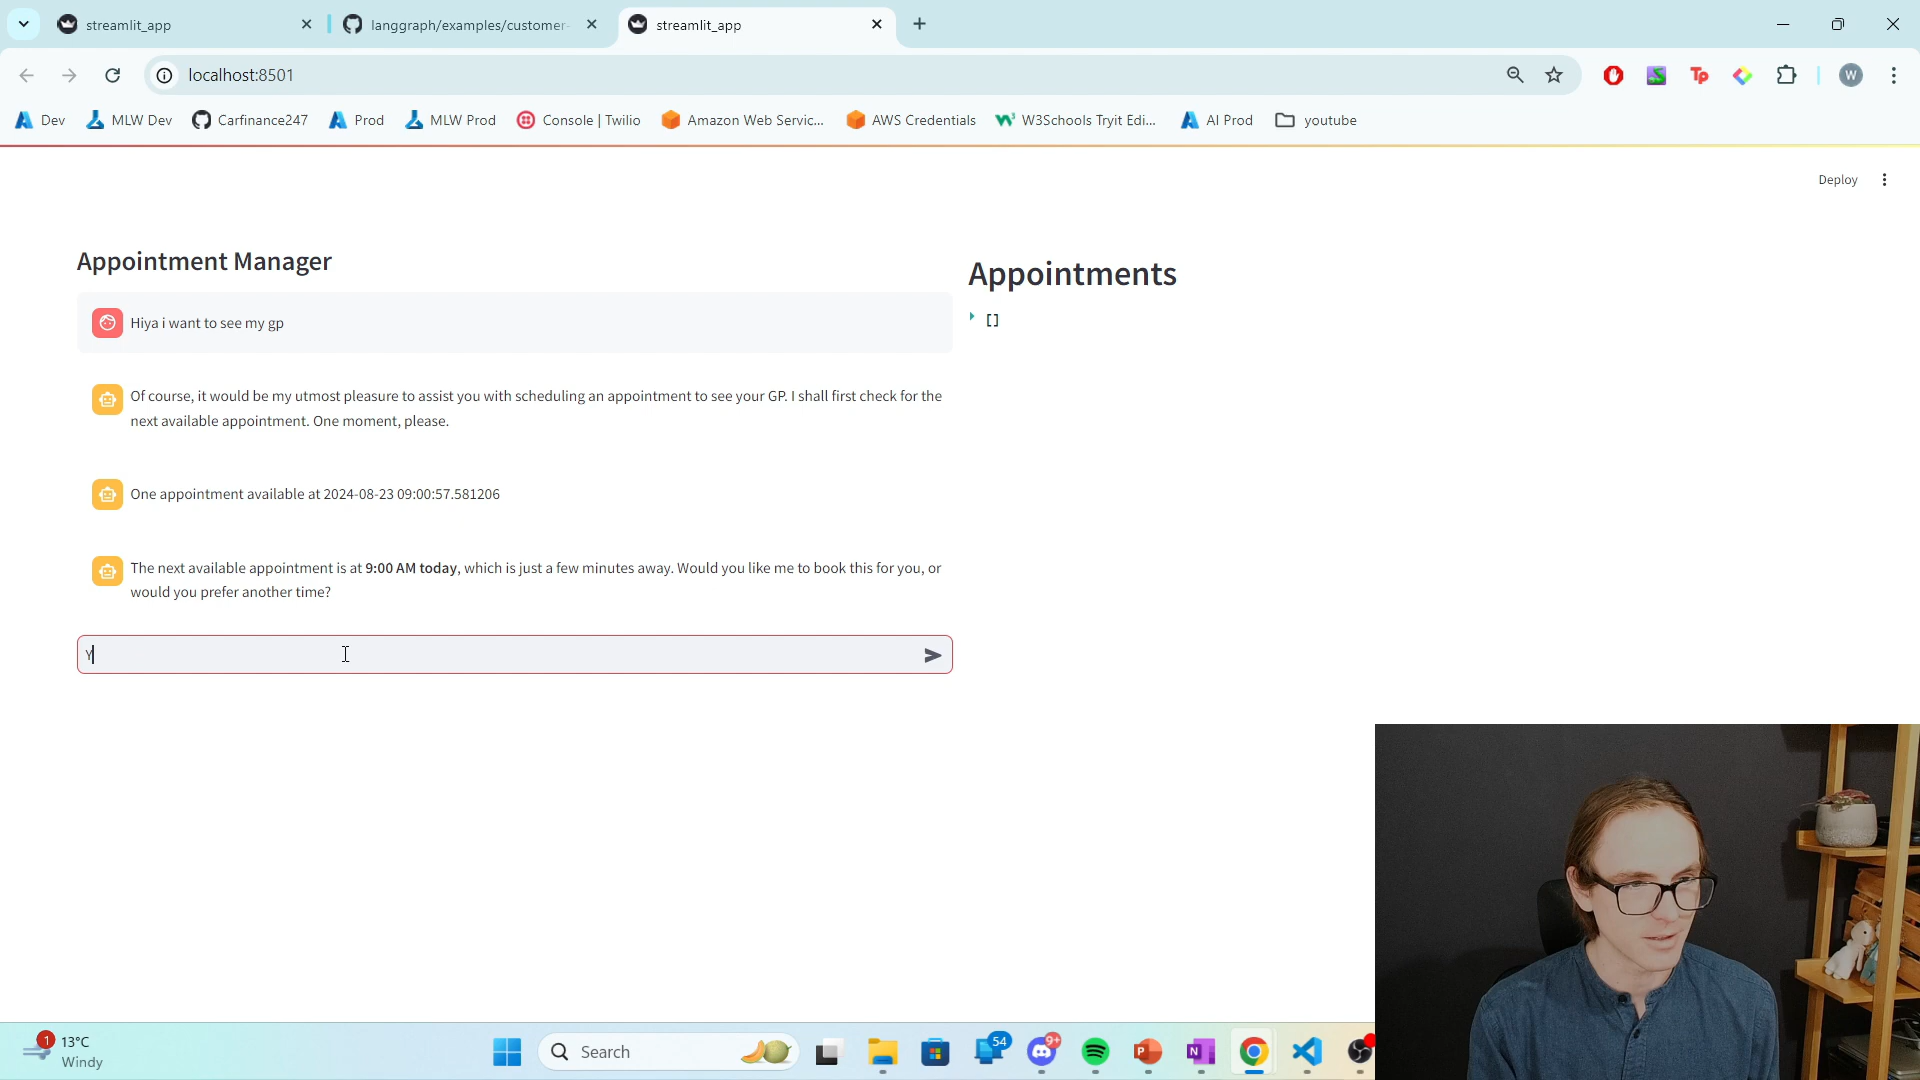 streamlit_app
langgraph/examples/customer-
streamlit_app
localhost:8501
Tp
W
Dev
MLW Dev
Carfinance247
Prod
MLW Prod
Console | Twilio
Amazon Web Servic...
AWS Credentials
W3Schools Tryit Edi...
AI Prod
youtube
Deploy
Appointment Manager
Appointments
[]
Hiya i want to see my gp
Of course, it would be my utmost pleasure to assist you with scheduling an appointment to see your GP. I shall first check for the
next available appointment. One moment, please.
One appointment available at 2024-08-23 09:00:57.581206
The next available appointment is at 9:00 AM today, which is just a few minutes away. Would you like me to book this for you, or
would you prefer another time?
Y
1
13°C
Windy
Search
54
9+
P
N